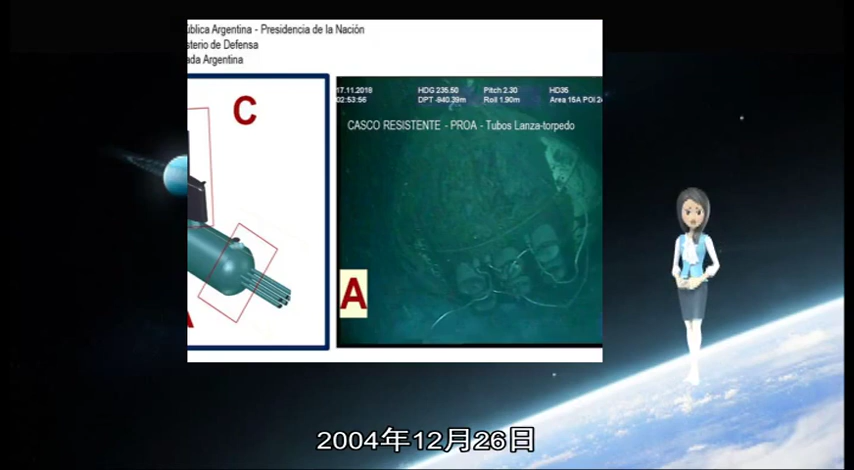 ública Argentina - Presidencia de la Nación
sterio de Defensa
ada Argentina
C
17.11.2018
02:53:56
HDG 235.50
DPT -940.39m
Pitch 2.30
Roll 1.90m
HD35
Area 15A POI 2
CASCO RESISTENTE - PROA - Tubos Lanza-torpedo
A
2004年12月26日